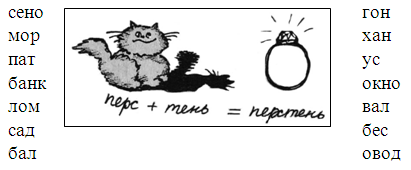 сено
мор
пат
банк
лом
сад
бал
перс + тень = перстень
гон
хан
ус
окно
вал
бес
овод